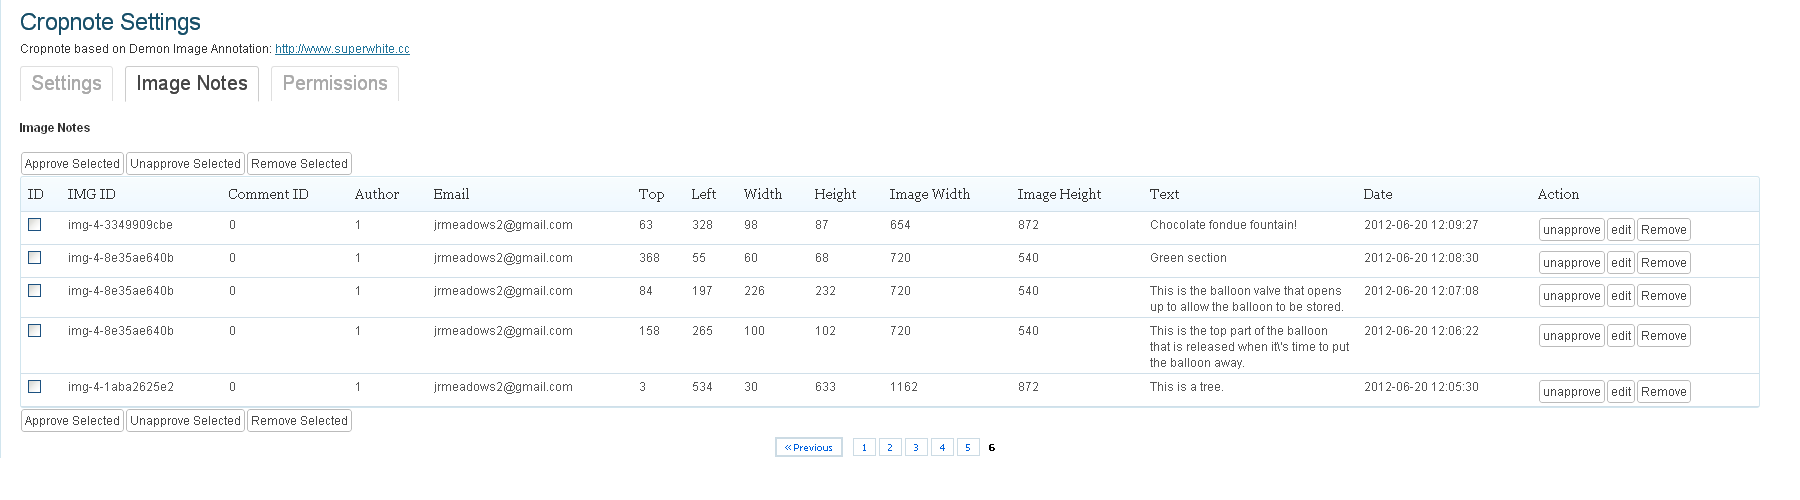 Cropnote Settings
Cropnote based on Demon Image Annotation: http://www.superwhite.cc
Settings Image Notes Permissions
Image Notes
Approve Selected Unapprove Selected Remove Selected
ID IMG ID Comment ID Author Email Top Left Width Height Image Width Image Height Text Date Action
img-4-3349909cbe 0 1 jrmeadows2@gmail.com 63 328 98 87 654 872 Chocolate fondue fountain! 2012-06-20 12:09:27 unapprove edit Remove
img-4-8e35ae640b 0 1 jrmeadows2@gmail.com 368 55 60 68 720 540 Green section 2012-06-20 12:08:30 unapprove edit Remove
img-4-8e35ae640b 0 1 jrmeadows2@gmail.com 84 197 226 232 720 540 This is the balloon valve that opens 2012-06-20 12:07:08 unapprove edit Remove
up to allow the balloon to be stored.
img-4-8e35ae640b 0 1 jrmeadows2@gmail.com 158 265 100 102 720 540 This is the top part of the balloon 2012-06-20 12:06:22 unapprove edit Remove
that is released when it\'s time to put
the balloon away.
img-4-1aba2625e2 0 1 jrmeadows2@gmail.com 3 534 30 633 1162 872 This is a tree. 2012-06-20 12:05:30 unapprove edit Remove
Approve Selected Unapprove Selected Remove Selected
« Previous 1 2 3 4 5 6